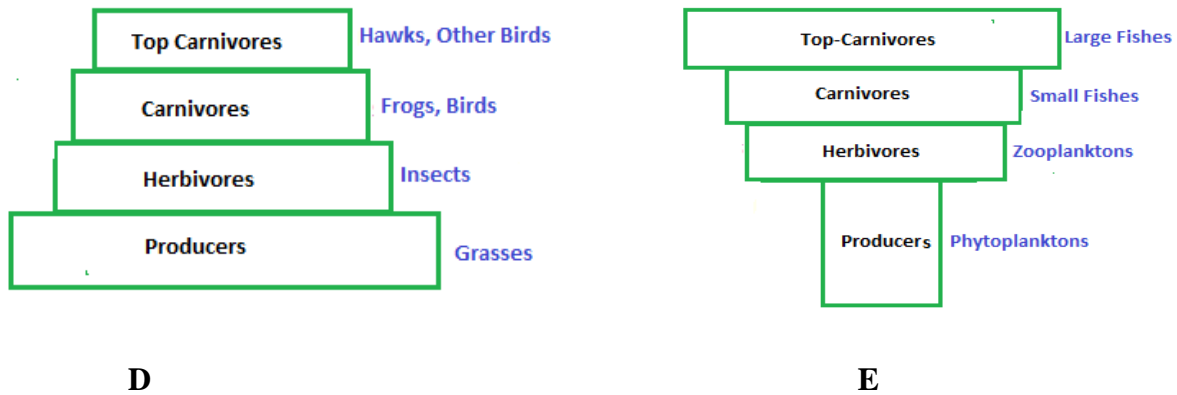 Top Carnivores Hawks, Other Birds
Carnivores Frogs, Birds
Herbivores Insects
Producers Grasses
D
Top-Carnivores Large Fishes
Carnivores Small Fishes
Herbivores Zooplanktons
Producers Phytoplanktons
E